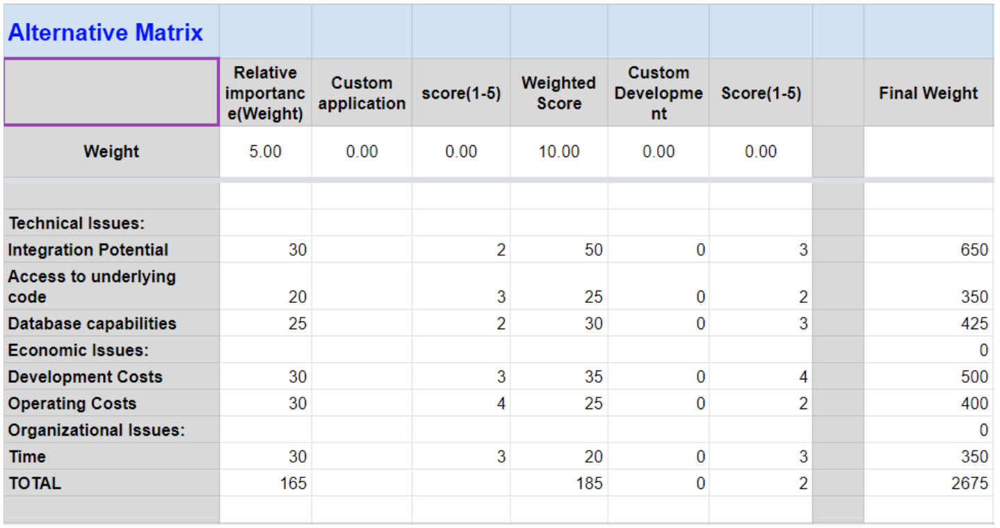 Alternative Matrix
Relative importanc e(Weight) Custom application score(1-5) Weighted Score Custom Developme nt Score(1-5) Final Weight
Weight 5.00 0.00 0.00 10.00 0.00 0.00
Technical Issues:
Integration Potential 30 2 50 0 3 650
Access to underlying
code 20 3 25 0 2 350
Database capabilities 25 2 30 0 3 425
Economic Issues: 0
Development Costs 30 3 35 0 4 500
Operating Costs 30 4 25 0 2 400
Organizational Issues: 0
Time 30 3 20 0 3 350
TOTAL 165 185 0 2 2675